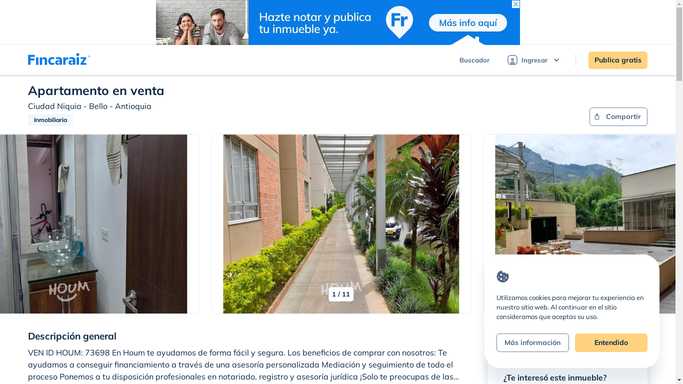 Hazte notar y publica
tu inmueble ya.
Fr
Más info aquí
Fincaraiz
Buscador
Ingresar
Publica gratis
Apartamento en venta
Ciudad Niquia - Bello - Antioquia
Inmobiliaria
Compartir
HOUM
HOUM
1 / 11
Utilizamos cookies para mejorar tu experiencia en
nuestro sitio web. Al continuar en el sitio
consideramos que aceptas su uso.
Más información
Entendido
Descripción general
VEN ID HOUM: 73698 En Houm te ayudamos de forma fácil y segura. Los beneficios de comprar con nosotros: Te
ayudamos a conseguir financiamiento a través de una asesoría personalizada Mediación y seguimiento de todo el
proceso Ponemos a tu disposición profesionales en notariado, registro y asesoría jurídica ¡Solo te preocupas de las...
¿Te interesó este inmueble?